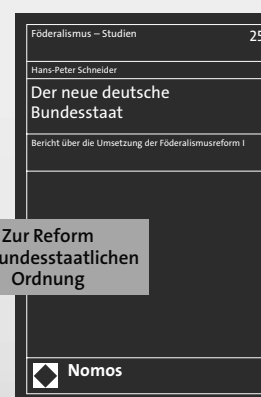 Föderalismus – Studien 25
Hans-Peter Schneider
Der neue deutsche
Bundesstaat
Bericht über die Umsetzung der Föderalismusreform I
Zur Reform
undesstaatlichen
Ordnung
Nomos